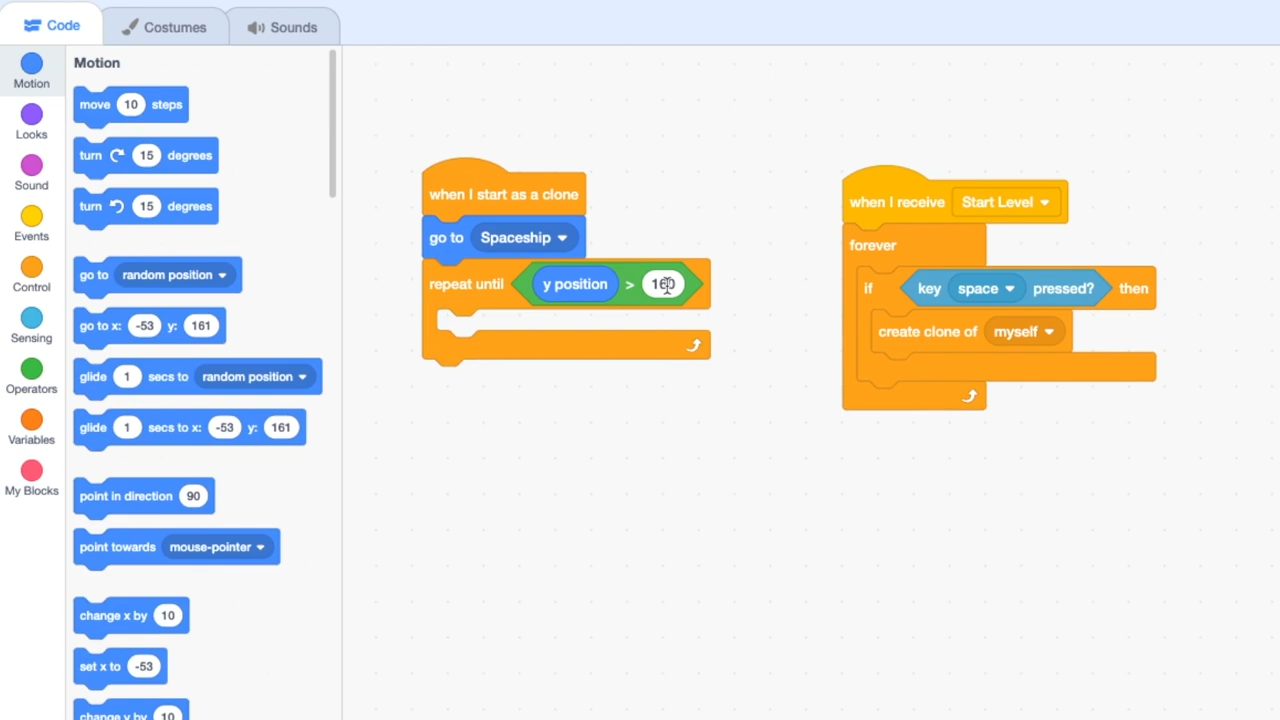 Code
Costumes
Sounds
Motion
Looks
Sound
Events
Control
Sensing
Operators
Variables
My Blocks
Motion
move 10 steps
turn 15 degrees
turn 15 degrees
go to random position
go to x: -53 y: 161
glide 1 secs to random position
glide 1 secs to x: -53 y: 161
point in direction 90
point towards mouse-pointer
change x by 10
set x to -53
change y by 10
when I start as a clone
go to Spaceship
repeat until y position > 160
when I receive Start Level
forever
if key space pressed? then
create clone of myself